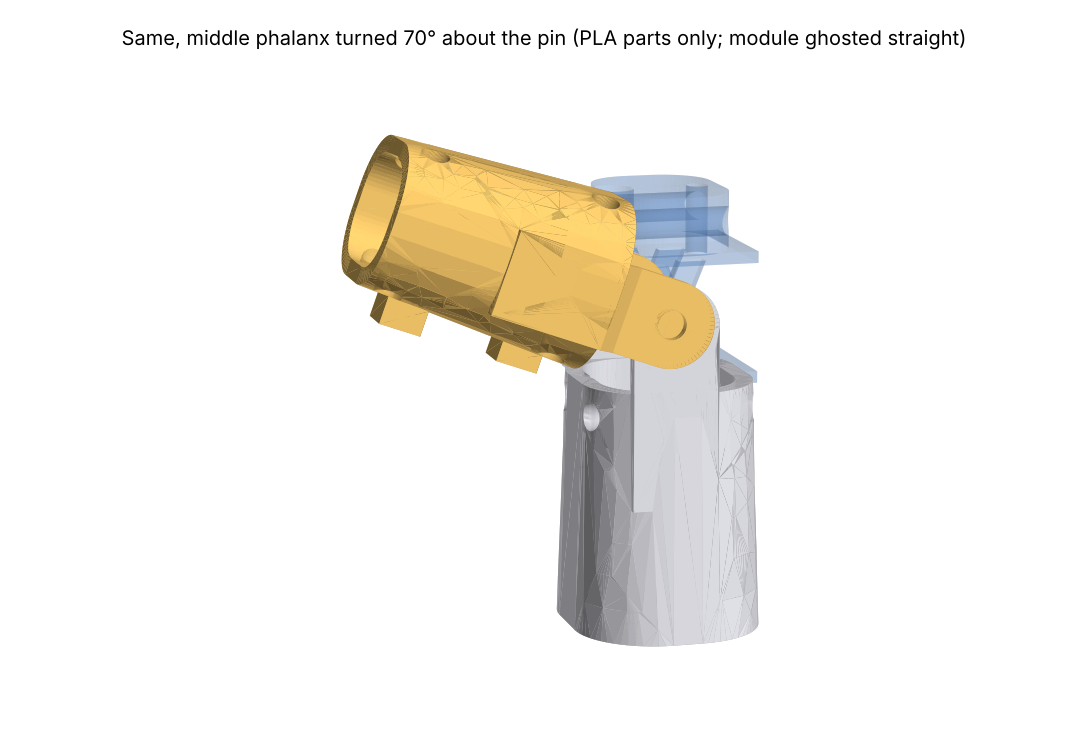 Same, middle phalanx turned 70° about the pin (PLA parts only; module ghosted straight)